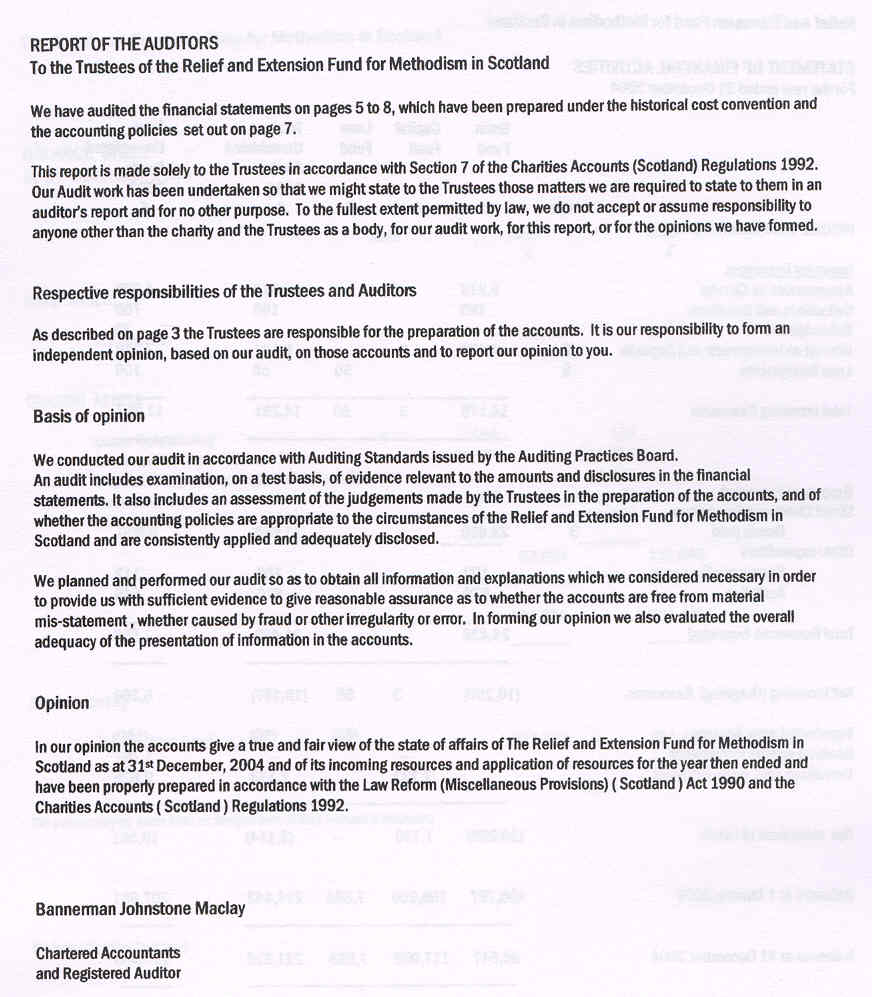 REPORT OF THE AUDITORS
To the Trustees of the Relief and Extension Fund for Methodism in Scotland
We have audited the financial statements on pages 5 to 8, which have been prepared under the historical cost convention and
the accounting policies set out on page 7.
This report is made solely to the Trustees in accordance with Section 7 of the Charities Accounts (Scotland) Regulations 1992.
Our Audit work has been undertaken so that we might state to the Trustees those matters we are required to state to them in an
auditor's report and for no other purpose. To the fullest extent permitted by law, we do not accept or assume responsibility to
anyone other than the charity and the Trustees as a body, for our audit work, for this report, or for the opinions we have formed.
Respective responsibilities of the Trustees and Auditors
As described on page 3 the Trustees are responsible for the preparation of the accounts. It is our responsibility to form an
independent opinion, based on our audit, on those accounts and to report our opinion to you.
Basis of opinion
We conducted our audit in accordance with Auditing Standards issued by the Auditing Practices Board.
An audit includes examination, on a test basis, of evidence relevant to the amounts and disclosures in the financial
statements. It also includes an assessment of the judgements made by the Trustees in the preparation of the accounts, and of
whether the accounting policies are appropriate to the circumstances of the Relief and Extension Fund for Methodism in
Scotland and are consistently applied and adequately disclosed.
We planned and performed our audit so as to obtain all information and explanations which we considered necessary in order
to provide us with sufficient evidence to give reasonable assurance as to whether the accounts are free from material
mis-statement , whether caused by fraud or other irregularity or error. In forming our opinion we also evaluated the overall
adequacy of the presentation of information in the accounts.
Opinion
In our opinion the accounts give a true and fair view of the state of affairs of The Relief and Extension Fund for Methodism in
Scotland as at 31st December, 2004 and of its incoming resources and application of resources for the year then ended and
have been properly prepared in accordance with the Law Reform (Miscellaneous Provisions) ( Scotland ) Act 1990 and the
Charities Accounts ( Scotland ) Regulations 1992.
Bannerman Johnstone Maclay
Chartered Accountants
and Registered Auditor